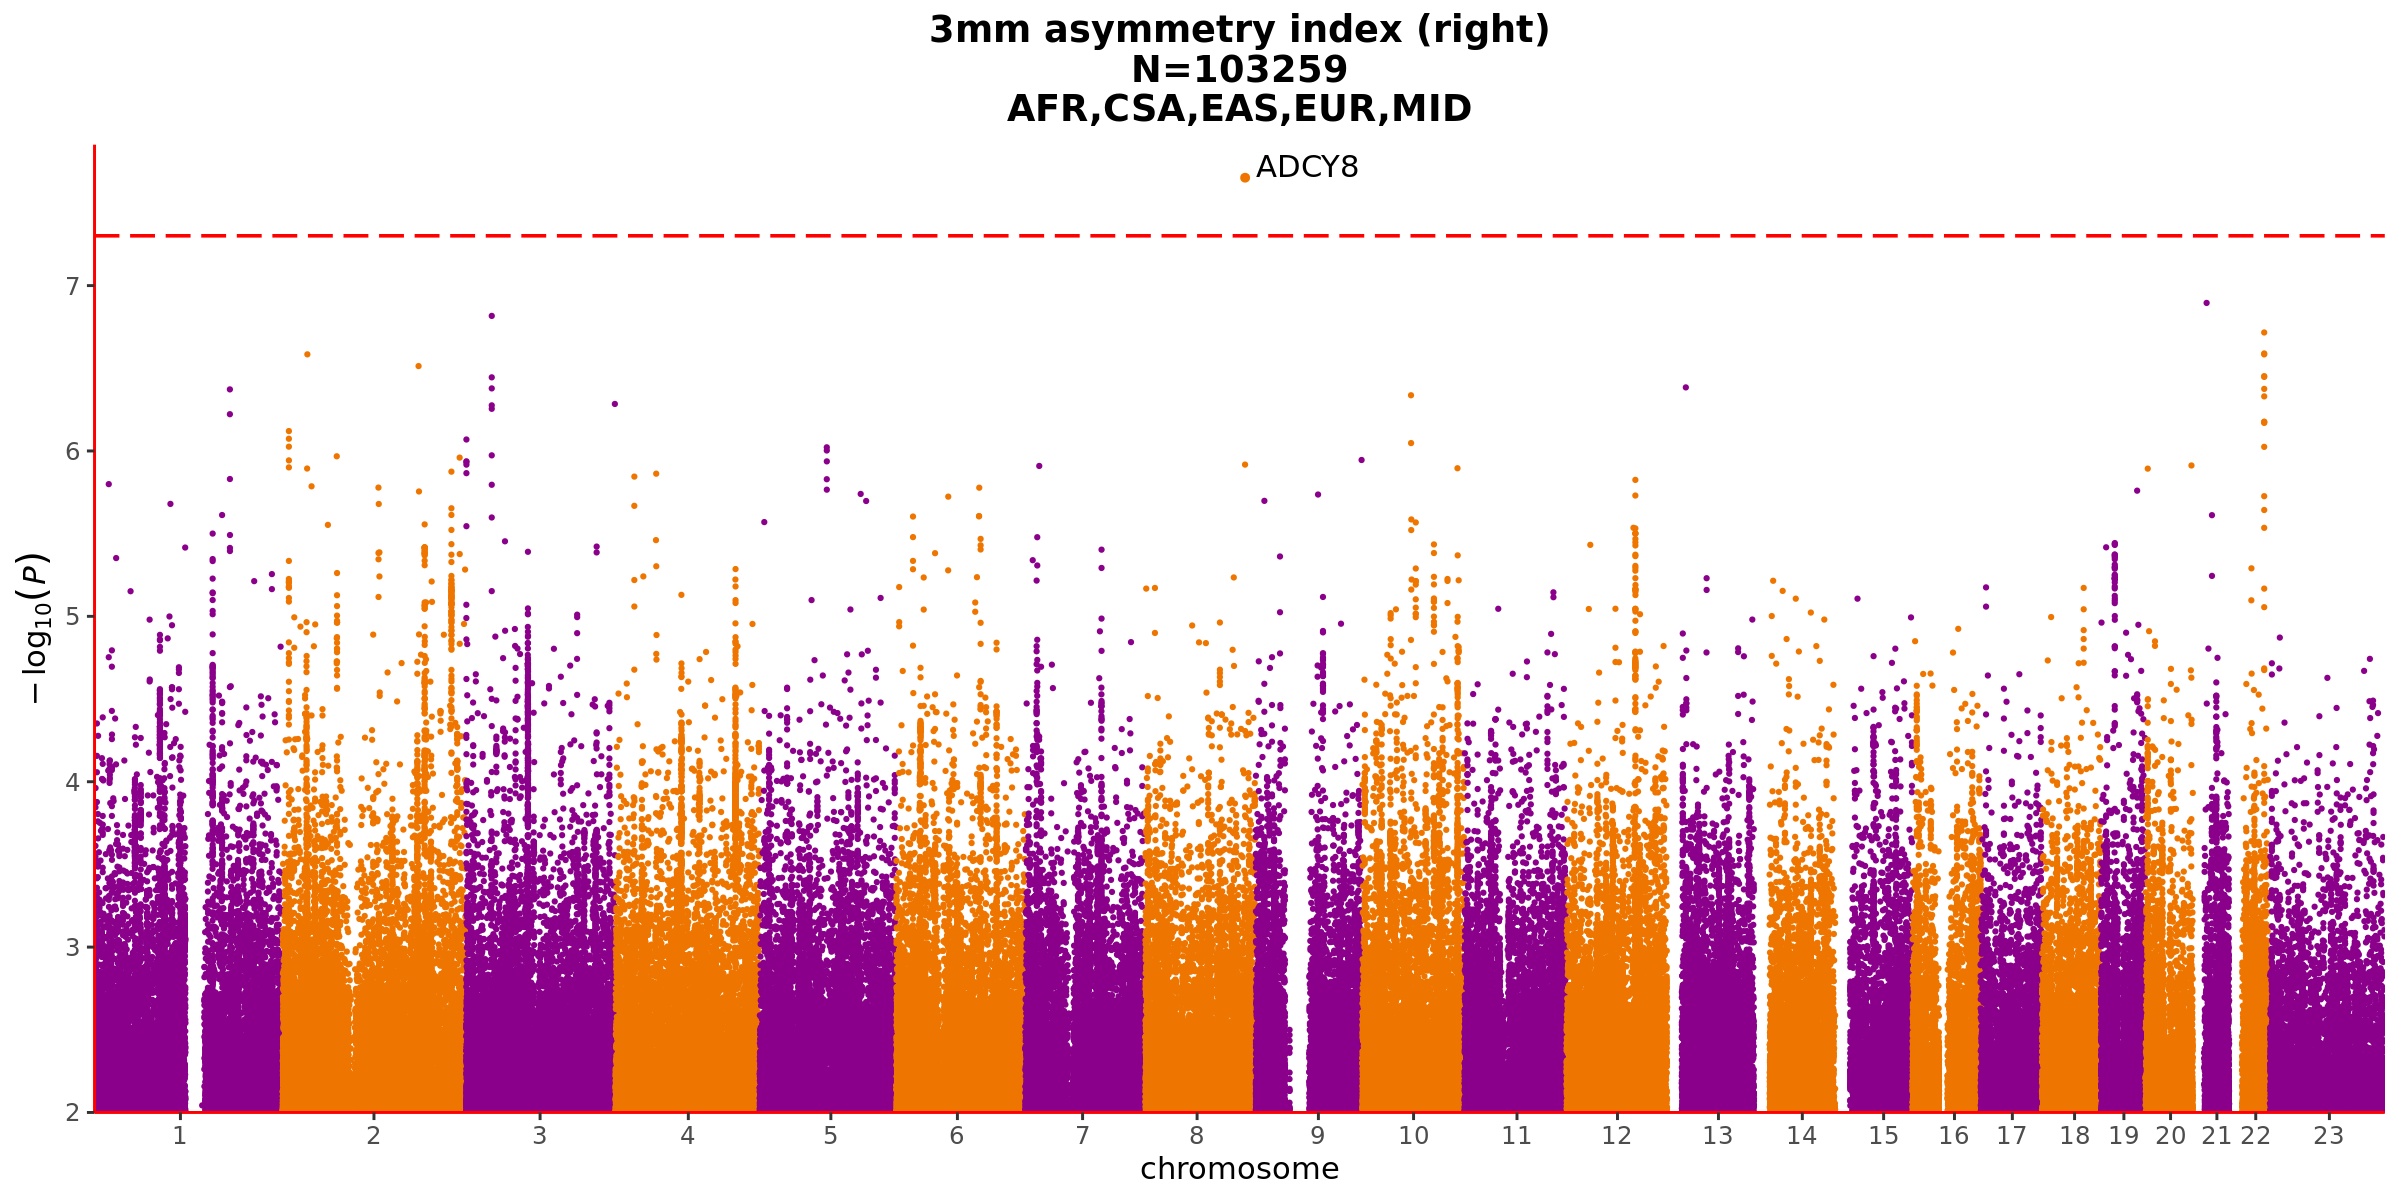 3mm asymmetry index (right)
N=103259
AFR,CSA,EAS,EUR,MID
ADCY8
7
6
5
4
3
2
−log10(P)
1 2 3 4 5 6 7 8 9 10 11 12 13 14 15 16 17 18 19 20 21 22 23
chromosome